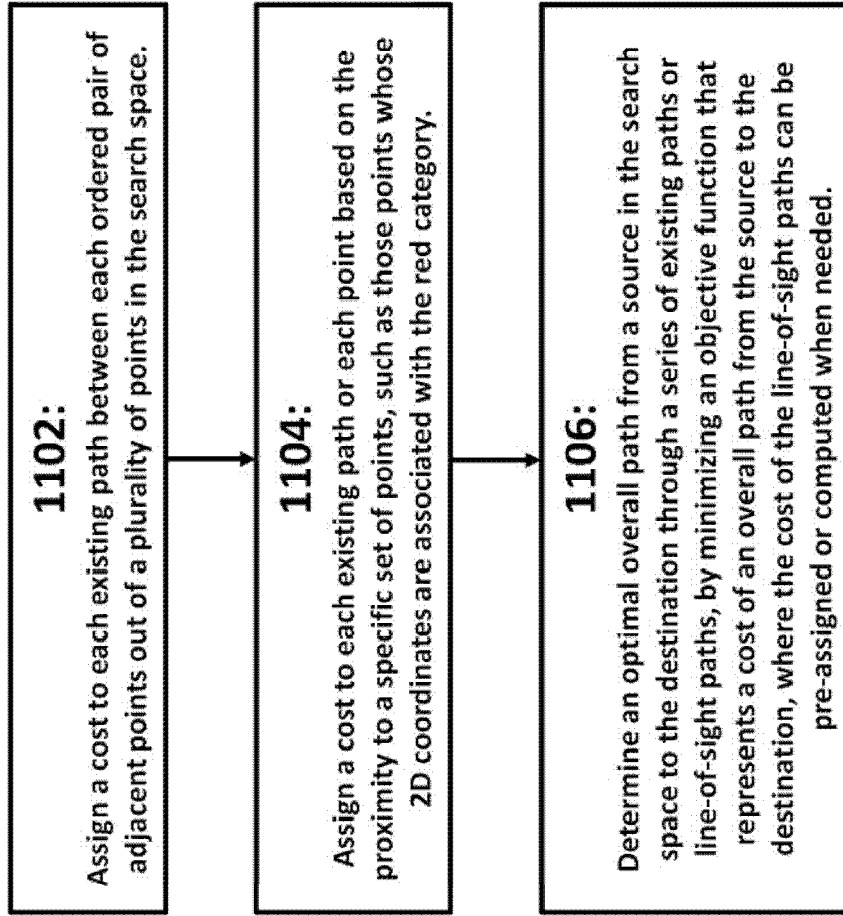 1102:
Assign a cost to each existing path between each ordered pair of
adjacent points out of a plurality of points in the search space.
1104:
Assign a cost to each existing path or each point based on the
proximity to a specific set of points, such as those points whose
2D coordinates are associated with the red category.
1106:
Determine an optimal overall path from a source in the search
space to the destination through a series of existing paths or
line-of-sight paths, by minimizing an objective function that
represents a cost of an overall path from the source to the
destination, where the cost of the line-of-sight paths can be
pre-assigned or computed when needed.